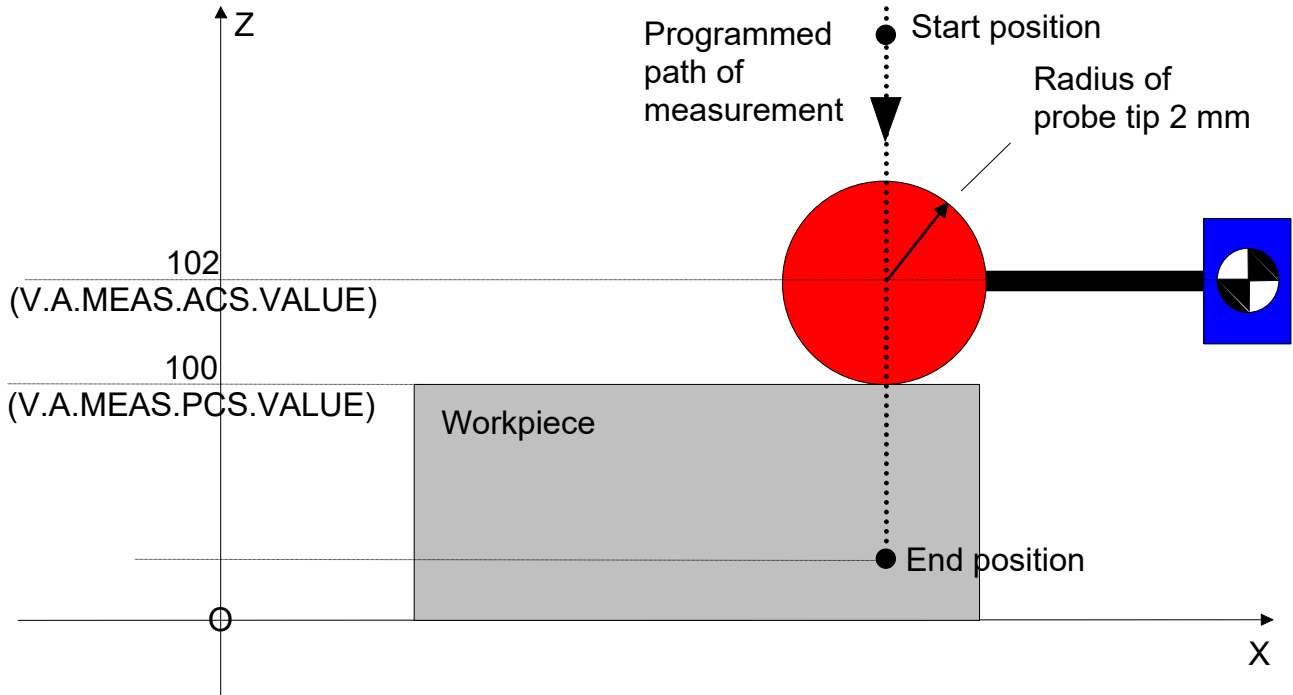 Z
Programmed
path of
measurement
Start position
Radius of
probe tip 2 mm
102
(V.A.MEAS.ACS.VALUE)
100
(V.A.MEAS.PCS.VALUE)
Workpiece
End position
O
X